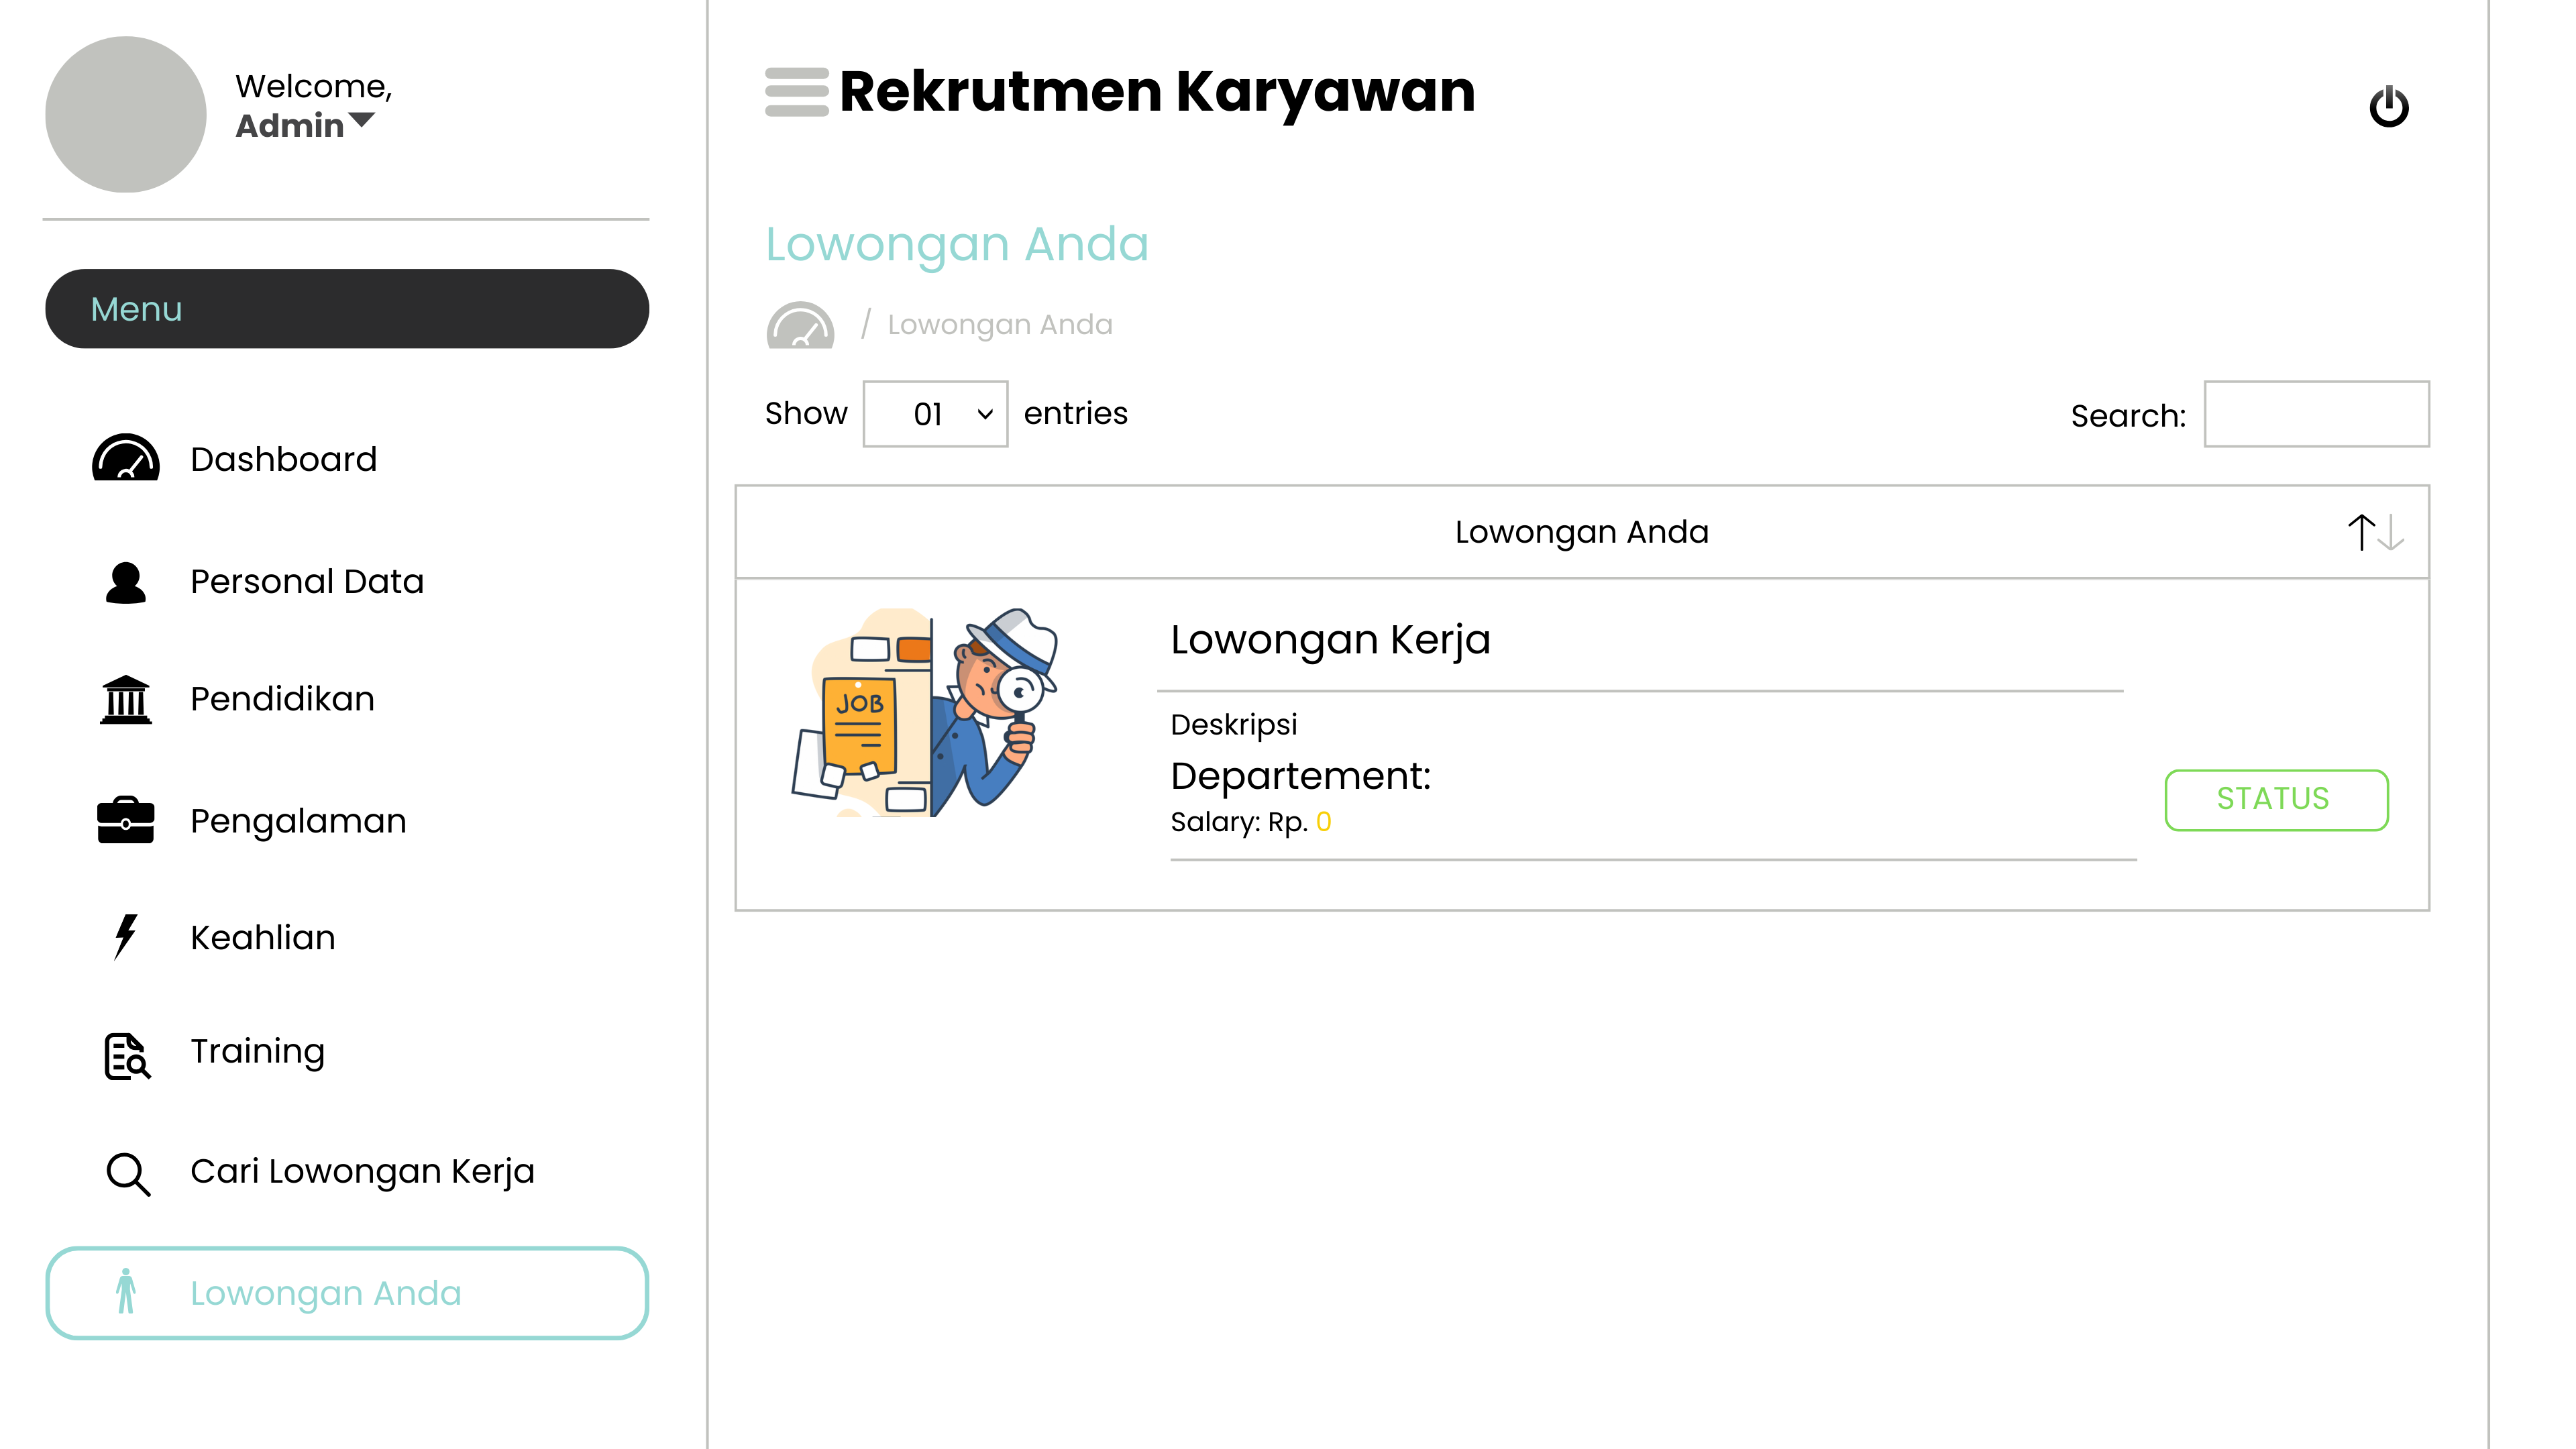 Welcome,
Admin
Menu
Dashboard
Personal Data
Pendidikan
Pengalaman
Keahlian
Training
Cari Lowongan Kerja
Lowongan Anda
Rekrutmen Karyawan
Lowongan Anda
/ Lowongan Anda
Show 01 entries
Search:
Lowongan Anda
JOB
Lowongan Kerja
Deskripsi
Departement:
Salary: Rp. 0
STATUS